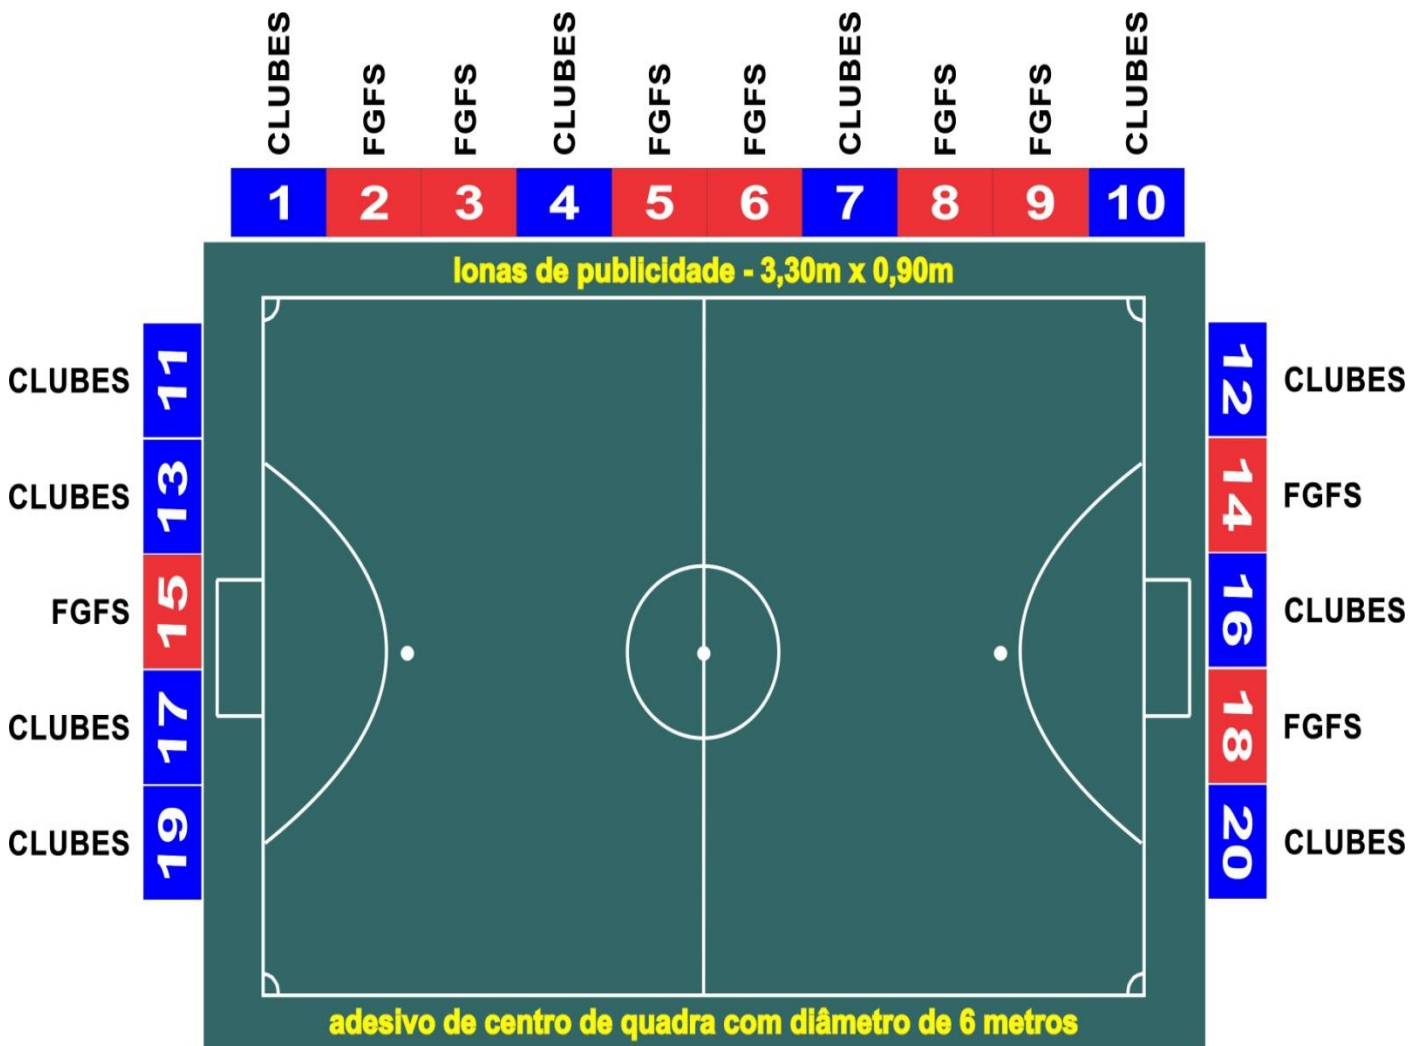 CLUBES FGFS FGFS CLUBES FGFS FGFS CLUBES FGFS FGFS CLUBES
1 2 3 4 5 6 7 8 9 10
lonas de publicidade - 3,30m x 0,90m
CLUBES 11
CLUBES 13
FGFS 15
CLUBES 17
CLUBES 19
12 CLUBES
14 FGFS
16 CLUBES
18 FGFS
20 CLUBES
adesivo de centro de quadra com diâmetro de 6 metros